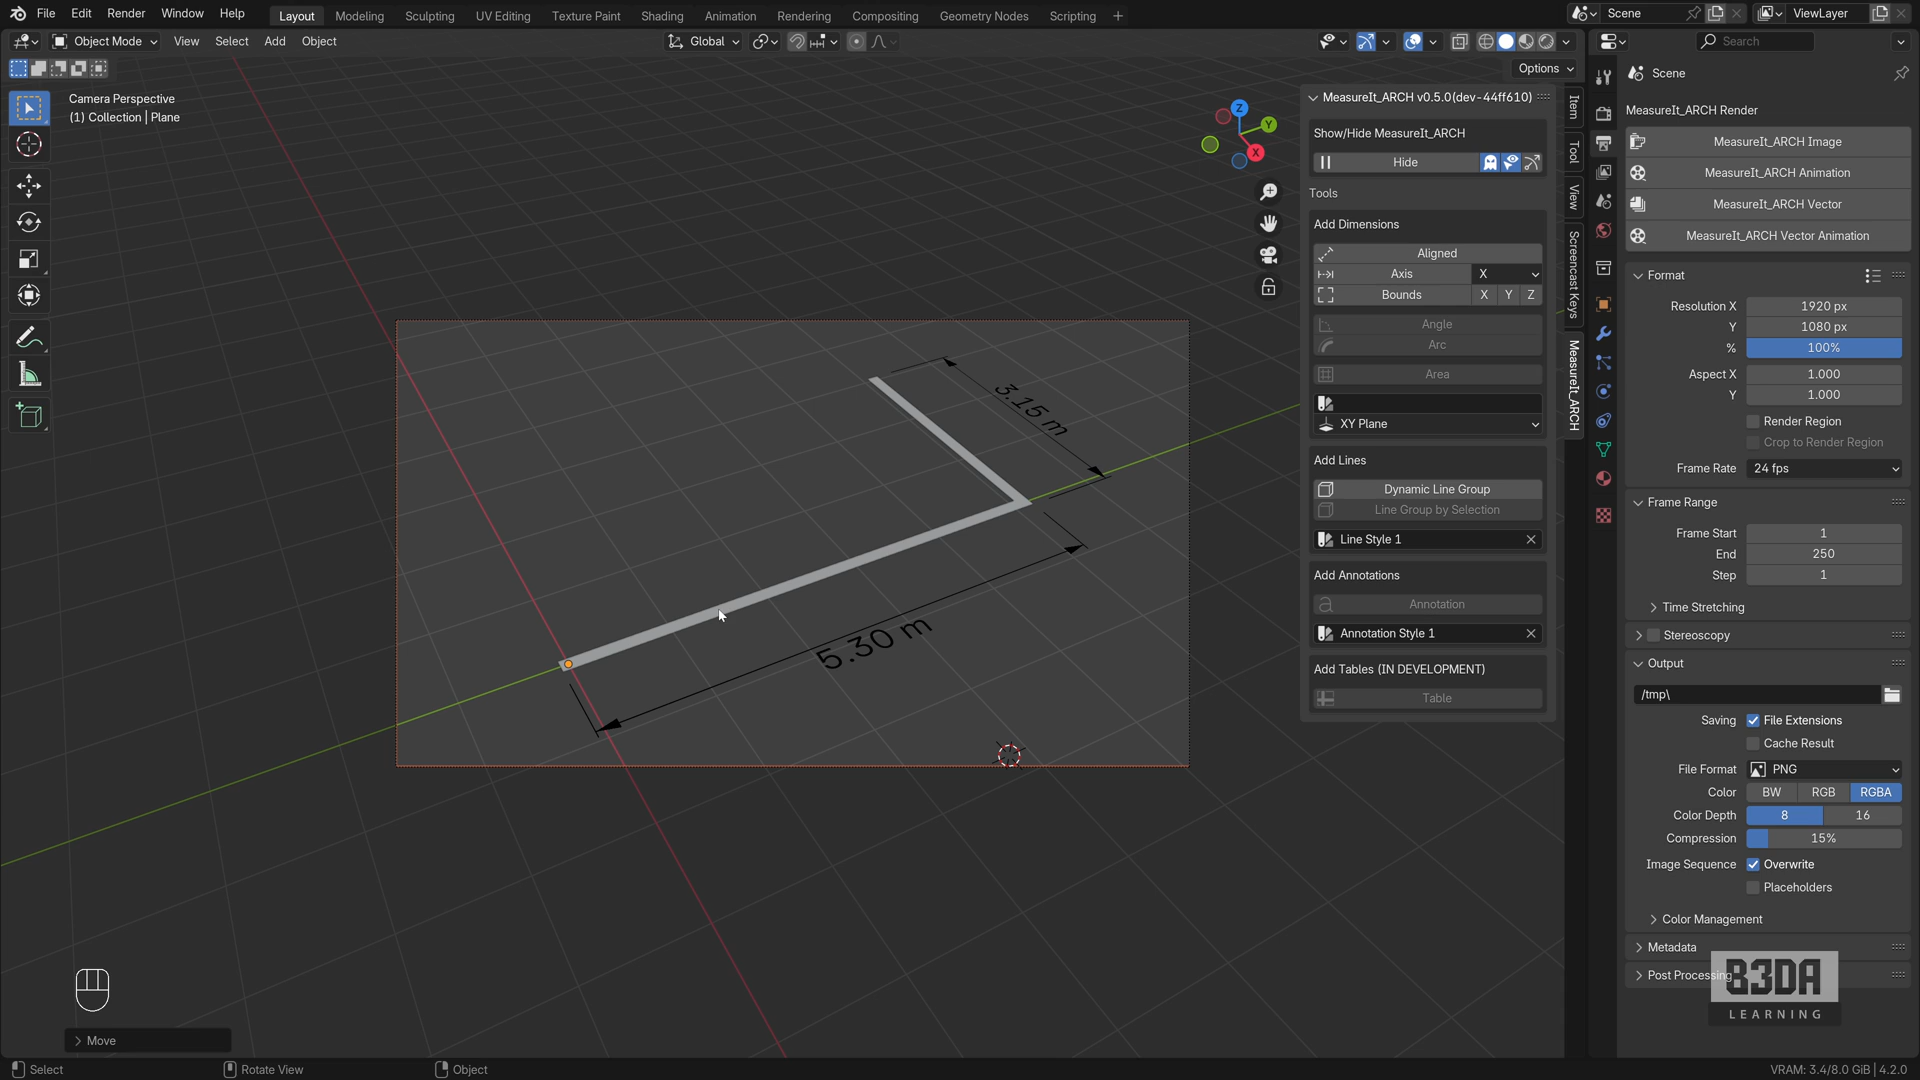 File Edit Render Window Help
Layout Modeling Sculpting UV Editing Texture Paint Shading Animation Rendering Compositing Geometry Nodes Scripting +
Scene
ViewLayer
Object Mode View Select Add Object
Global
Search
Options
Camera Perspective
(1) Collection | Plane
Z
Y
X
3.15 m
5.30 m
MeasureIt_ARCH v0.5.0(dev-44ff610)
Show/Hide MeasureIt_ARCH
Hide
Tools
Add Dimensions
Aligned
Axis X
Bounds X Y Z
Angle
Arc
Area
XY Plane
Add Lines
Dynamic Line Group
Line Group by Selection
Line Style 1
Add Annotations
Annotation
Annotation Style 1
Add Tables (IN DEVELOPMENT)
Table
Item
Tool
View
Screencast Keys
MeasureIt_ARCH
Scene
MeasureIt_ARCH Render
MeasureIt_ARCH Image
MeasureIt_ARCH Animation
MeasureIt_ARCH Vector
MeasureIt_ARCH Vector Animation
Format
Resolution X 1920 px
Y 1080 px
% 100%
Aspect X 1.000
Y 1.000
Render Region
Crop to Render Region
Frame Rate 24 fps
Frame Range
Frame Start 1
End 250
Step 1
Time Stretching
Stereoscopy
Output
/tmp\
Saving File Extensions
Cache Result
File Format PNG
Color BW RGB RGBA
Color Depth 8 16
Compression 15%
Image Sequence Overwrite
Placeholders
Color Management
Metadata
Post Processing
B3DA
LEARNING
Move
Select Rotate View Object
VRAM: 3.4/8.0 GiB | 4.2.0